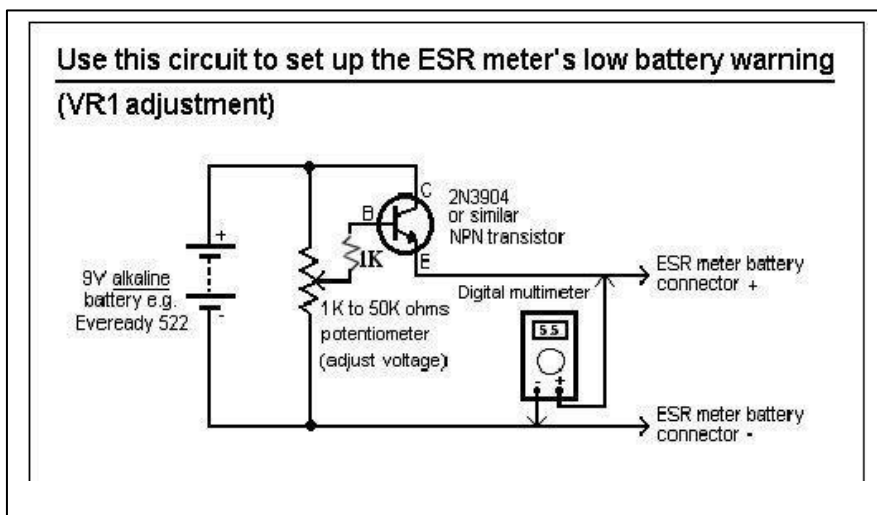 Use this circuit to set up the ESR meter's low battery warning
(VR1 adjustment)
C
B
E
2N3904
or similar
NPN transistor
1K
+
-
9V alkaline
battery e.g.
Eveready 522
1K to 50K ohms
potentiometer
(adjust voltage)
Digital multimeter
5.5
- +
ESR meter battery
connector +
ESR meter battery
connector -